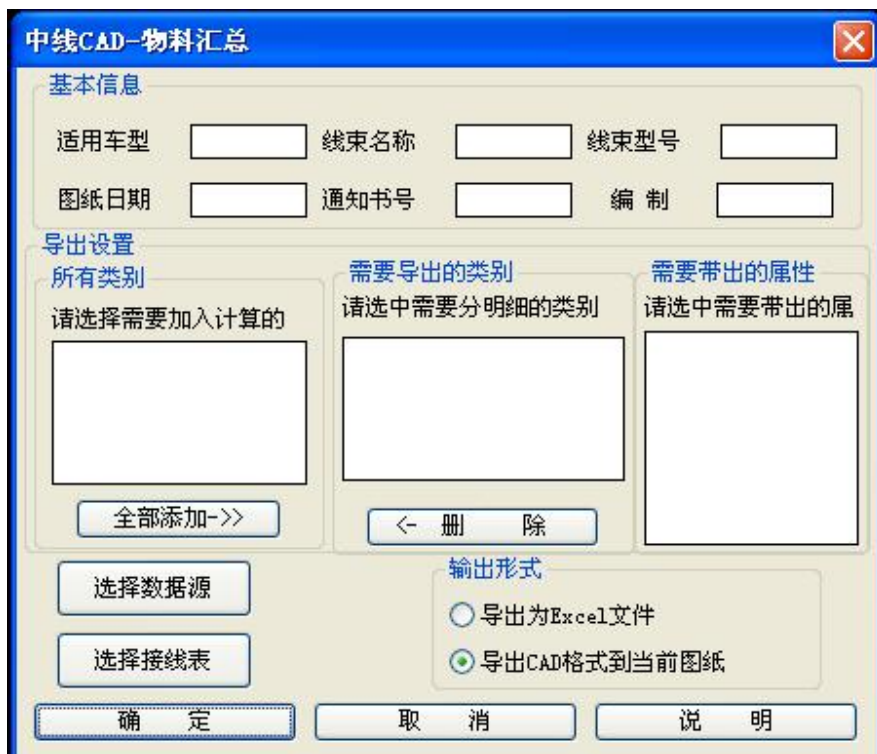 中线CAD-物料汇总
基本信息
适用车型 线束名称 线束型号
图纸日期 通知书号 编 制
导出设置
所有类别 需要导出的类别 需要带出的属性
请选择需要加入计算的 请选中需要分明细的类别 请选中需要带出的属
全部添加->> <- 删 除
选择数据源 输出形式
导出为Excel文件
选择接线表 导出CAD格式到当前图纸
确 定 取 消 说 明